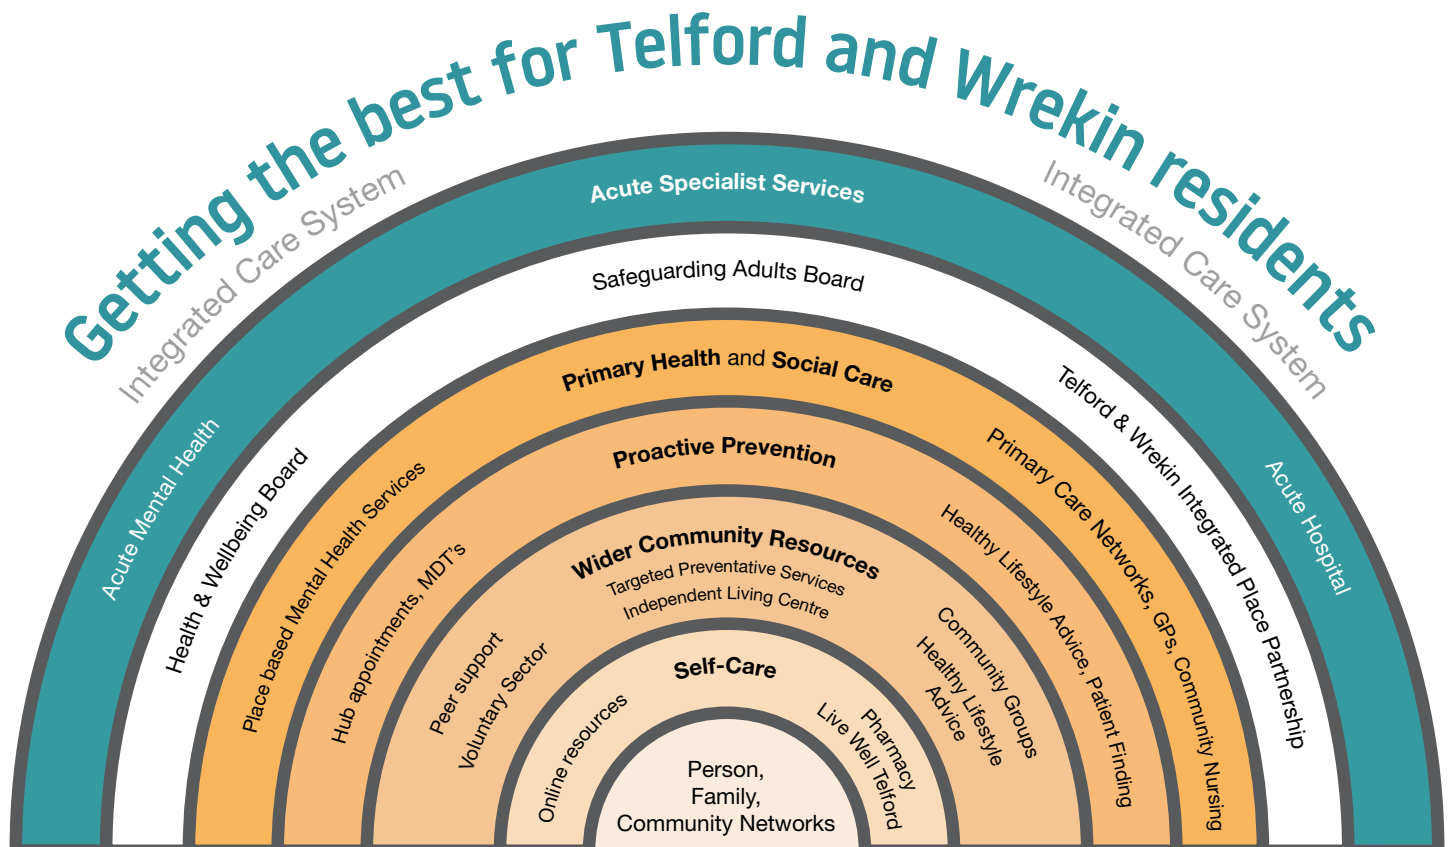 Getting the best for Telford and Wrekin residents
Integrated Care System
Integrated Care System
Acute Specialist Services
Acute Mental Health
Acute Hospital
Safeguarding Adults Board
Health & Wellbeing Board
Telford & Wrekin Integrated Place Partnership
Primary Health and Social Care
Place based Mental Health Services
Primary Care Networks, GPs, Community Nursing
Proactive Prevention
Hub appointments, MDT's
Healthy Lifestyle Advice, Patient Finding
Wider Community Resources
Targeted Preventative Services
Independent Living Centre
Peer support
Voluntary Sector
Community Groups
Healthy Lifestyle
Advice
Self-Care
Online resources
Pharmacy
Live Well Telford
Person,
Family,
Community Networks